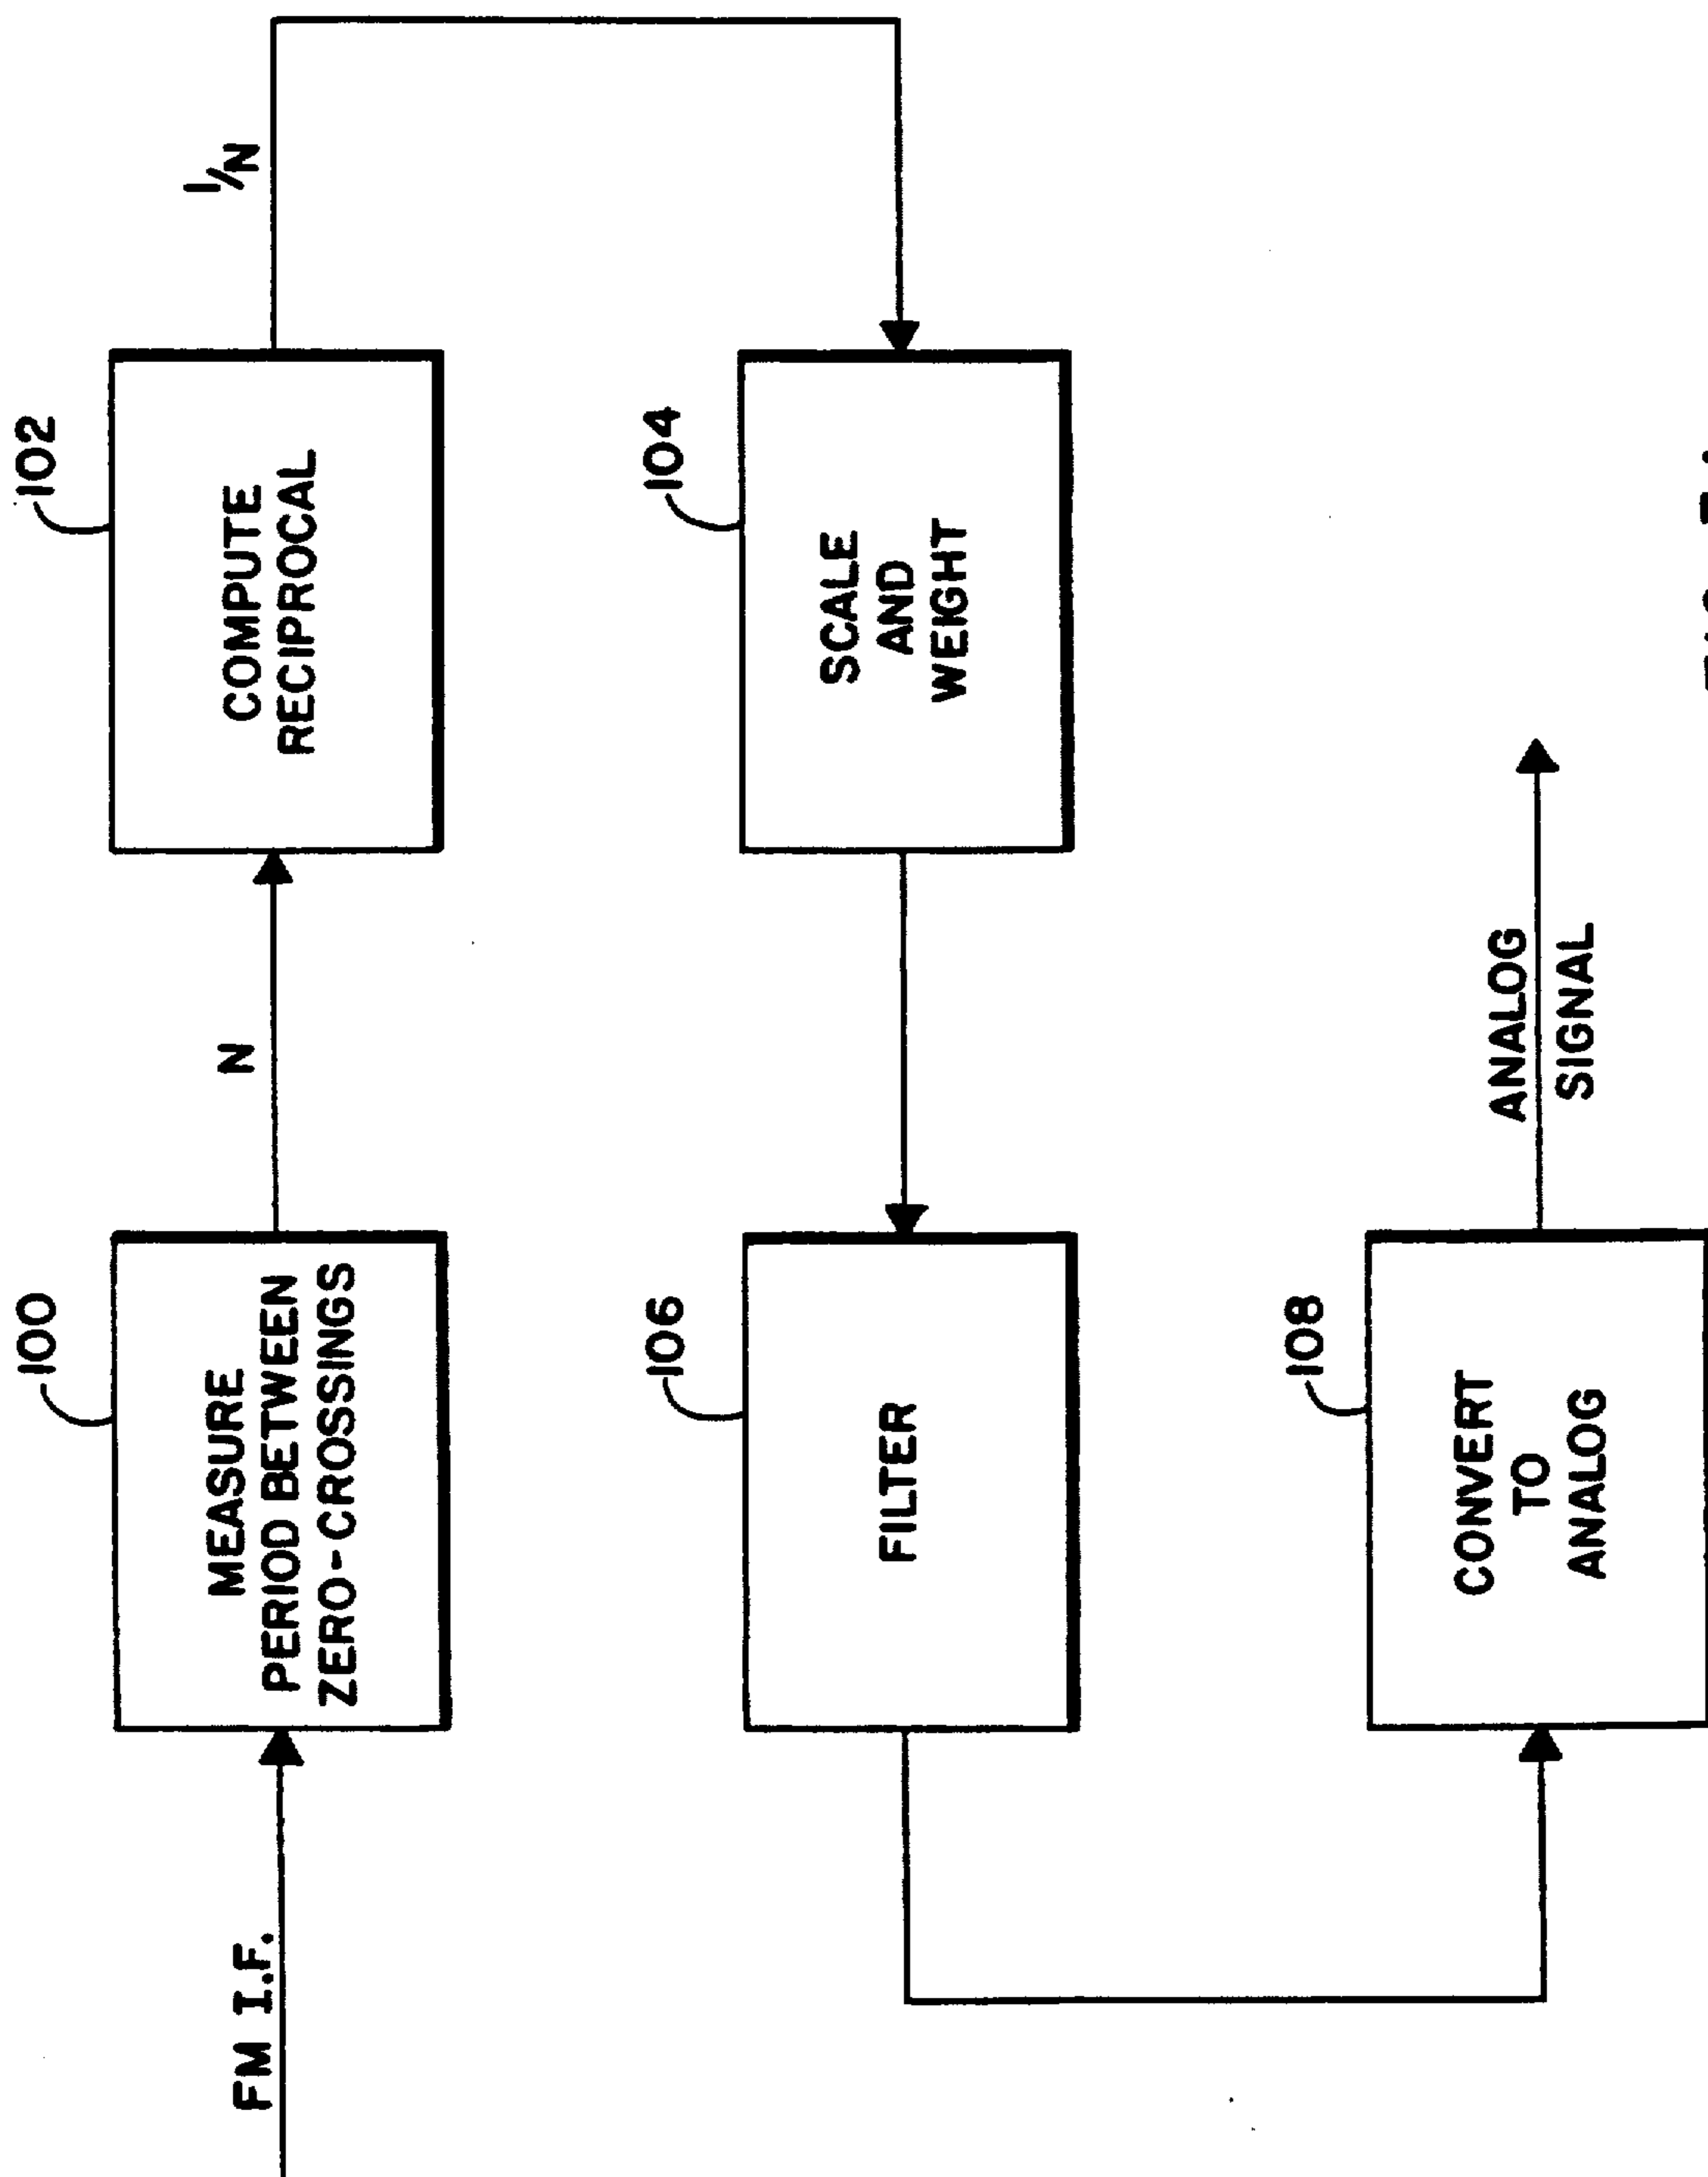 FM I.F.
100
MEASURE
PERIOD BETWEEN
ZERO-CROSSINGS
N
102
COMPUTE
RECIPROCAL
1/N
104
SCALE
AND
WEIGHT
106
FILTER
108
CONVERT
TO
ANALOG
ANALOG
SIGNAL